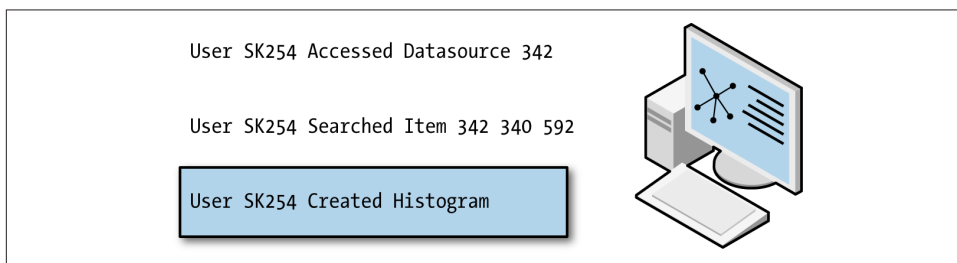 User SK254 Accessed Datasource 342
User SK254 Searched Item 342 340 592
User SK254 Created Histogram